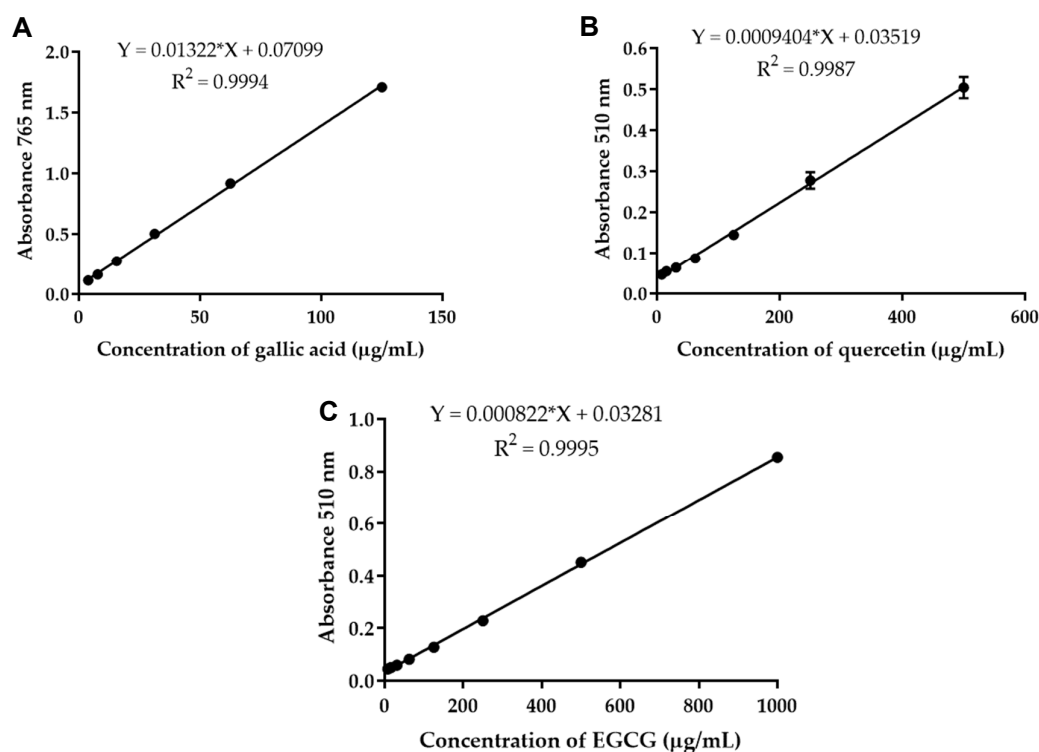 A
Y = 0.01322*X + 0.07099
R² = 0.9994
2.0
1.5
1.0
0.5
0.0
Absorbance 765 nm
0 50 100 150
Concentration of gallic acid (µg/mL)
B
Y = 0.0009404*X + 0.03519
R² = 0.9987
0.6
0.5
0.4
0.3
0.2
0.1
0.0
Absorbance 510 nm
0 200 400 600
Concentration of quercetin (µg/mL)
C
Y = 0.000822*X + 0.03281
R² = 0.9995
1.0
0.8
0.6
0.4
0.2
0.0
Absorbance 510 nm
0 200 400 600 800 1000
Concentration of EGCG (µg/mL)